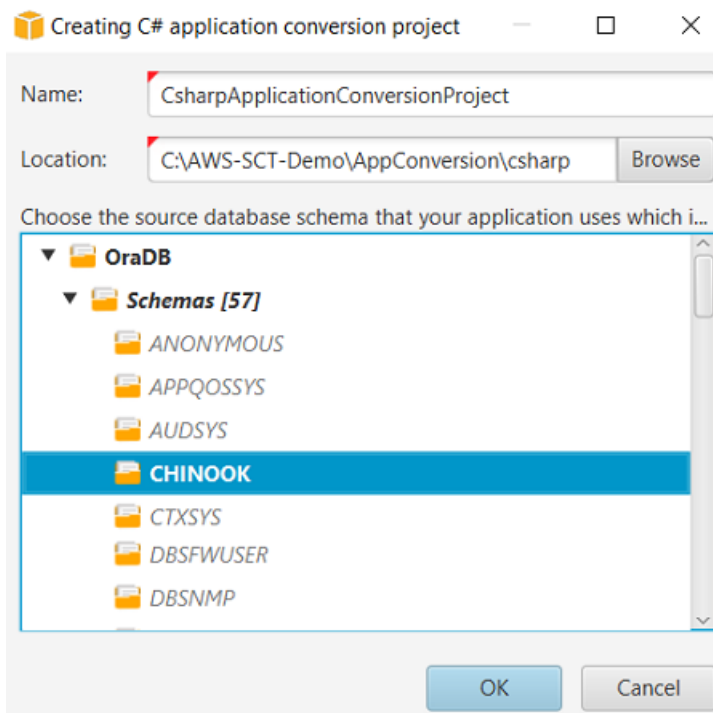 Creating C# application conversion project
Name: CsharpApplicationConversionProject
Location: C:\AWS-SCT-Demo\AppConversion\csharp Browse
Choose the source database schema that your application uses which i...
OraDB
Schemas [57]
ANONYMOUS
APPQOSSYS
AUDSYS
CHINOOK
CTXSYS
DBSFWUSER
DBSNMP
OK Cancel